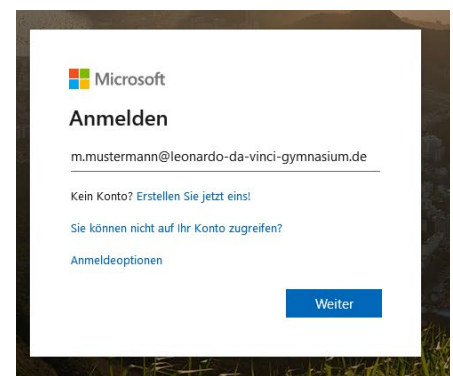 Microsoft
Anmelden
m.mustermann@leonardo-da-vinci-gymnasium.de
Kein Konto? Erstellen Sie jetzt eins!
Sie können nicht auf Ihr Konto zugreifen?
Anmeldeoptionen
Weiter